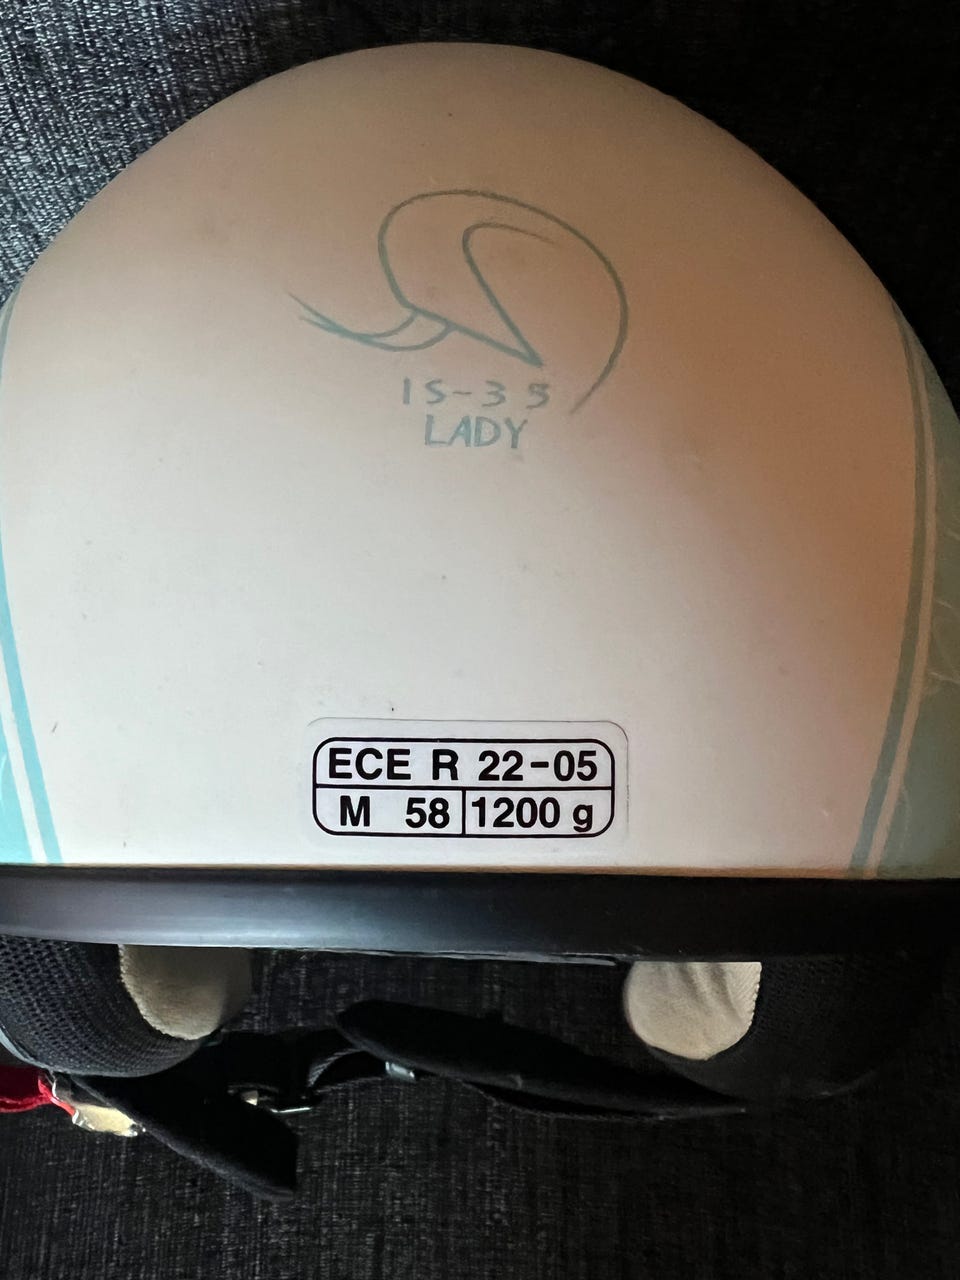 IS-35
LADY
ECE R 22-05
M 58 1200 g